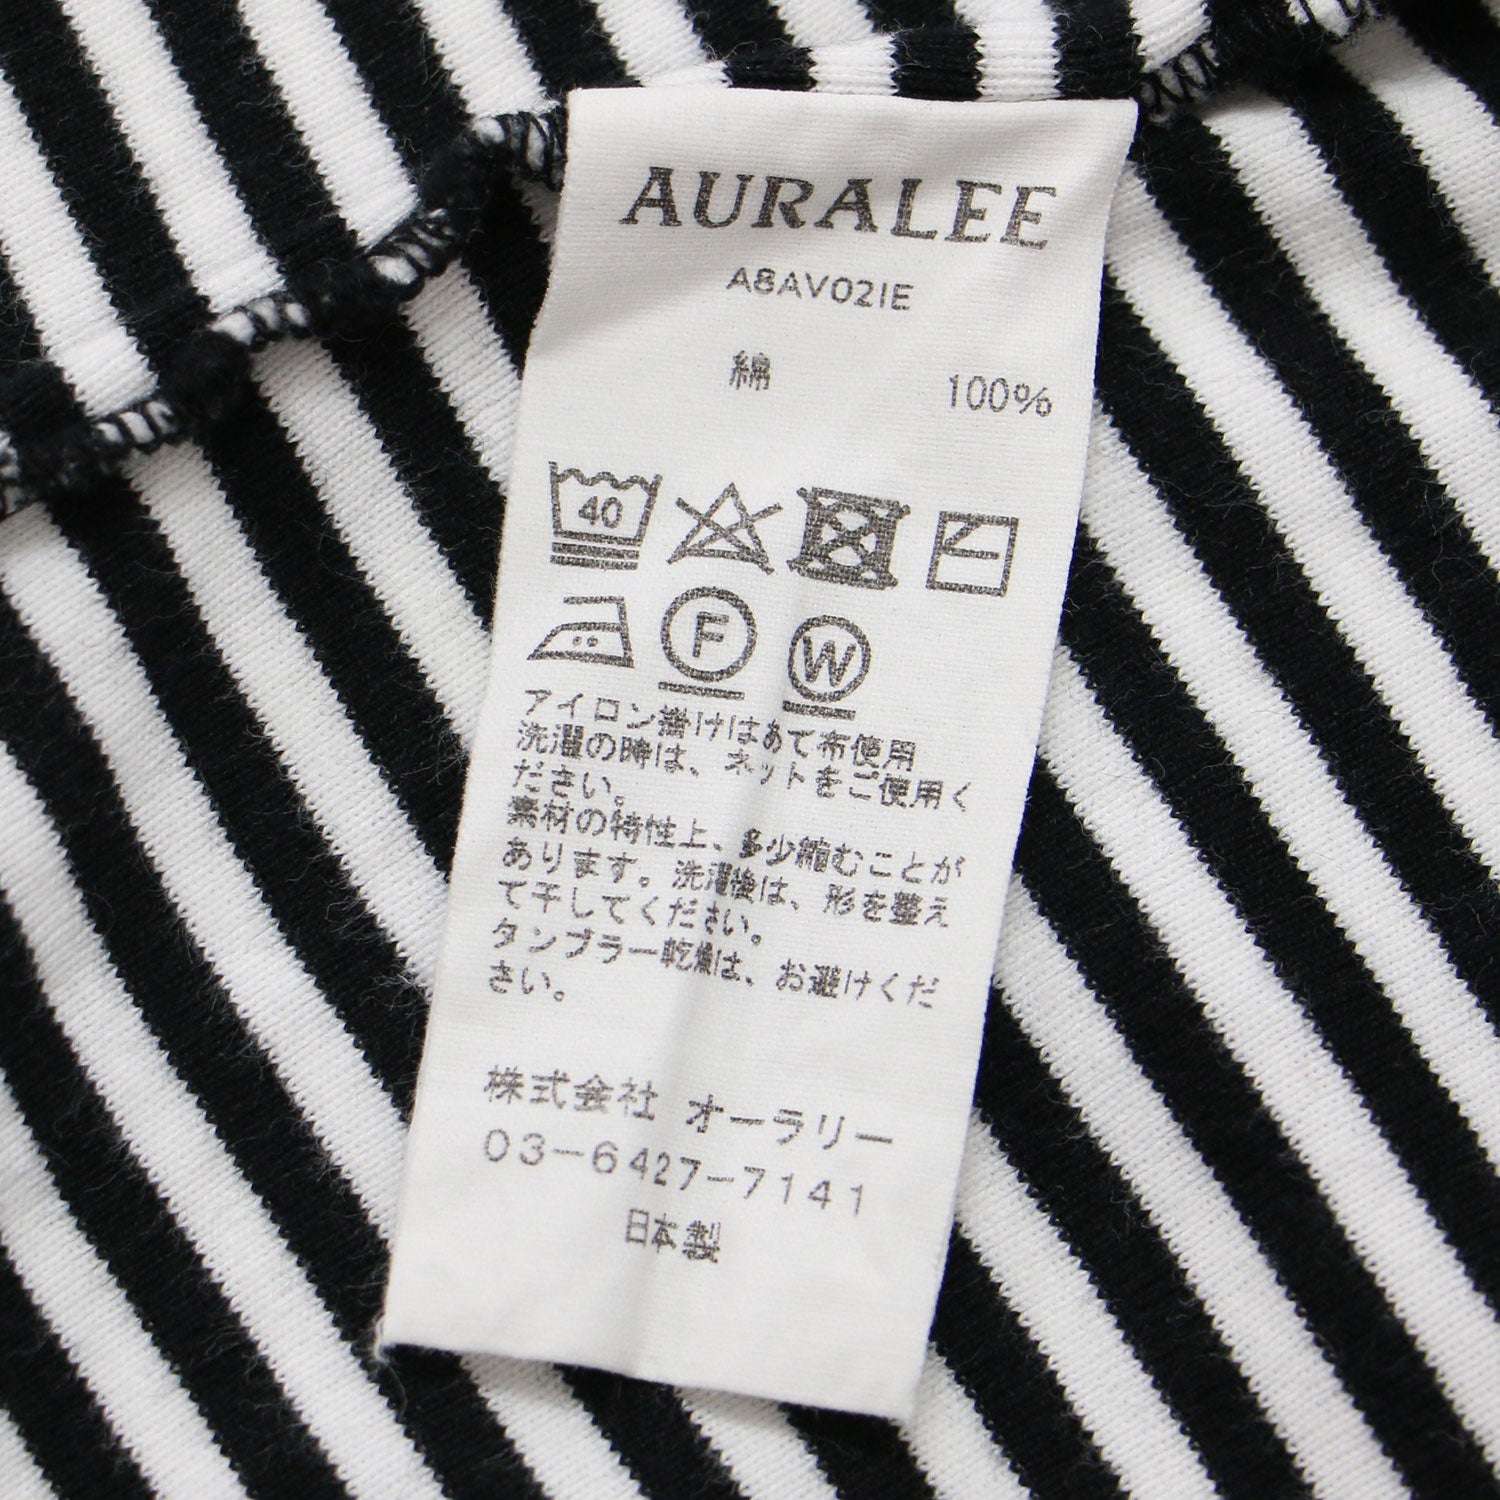 AURALEE
A8AV02IE
綿 100%
40
F W
アイロン掛けはあて布使用
洗濯の時は、ネットをご使用く
ださい。
素材の特性上、多少縮むことが
あります。洗濯後は、形を整え
て干してください。
タンブラー乾燥は、お避けくだ
さい。
株式会社 オーラリー
03-6427-7141
日本製